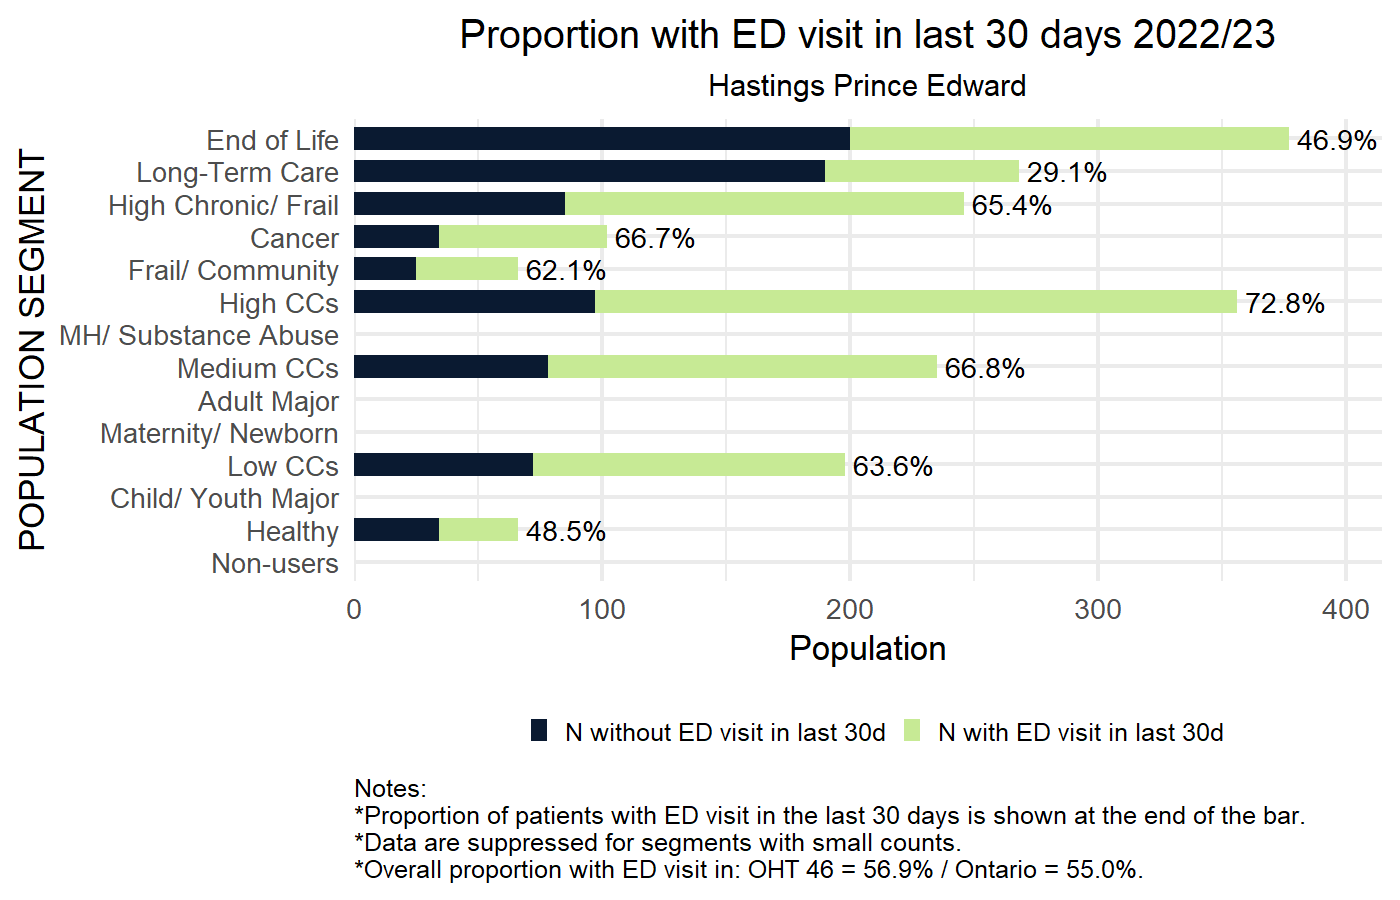 Proportion with ED visit in last 30 days 2022/23
Hastings Prince Edward
POPULATION SEGMENT
End of Life 46.9%
Long-Term Care 29.1%
High Chronic/ Frail 65.4%
Cancer 66.7%
Frail/ Community 62.1%
High CCs 72.8%
MH/ Substance Abuse
Medium CCs 66.8%
Adult Major
Maternity/ Newborn
Low CCs 63.6%
Child/ Youth Major
Healthy 48.5%
Non-users
0 100 200 300 400
Population
N without ED visit in last 30d N with ED visit in last 30d
Notes:
*Proportion of patients with ED visit in the last 30 days is shown at the end of the bar.
*Data are suppressed for segments with small counts.
*Overall proportion with ED visit in: OHT 46 = 56.9% / Ontario = 55.0%.